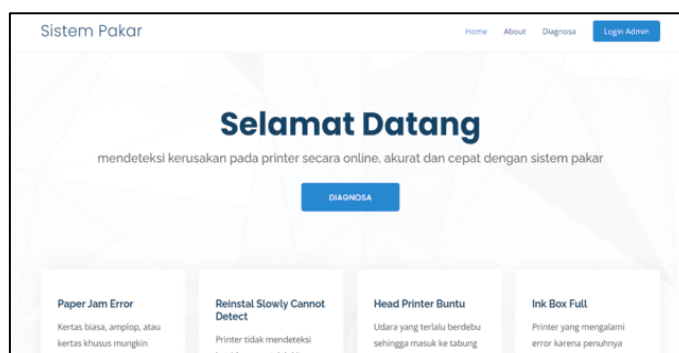 Sistem Pakar
Home About Diagnosa Login Admin
Selamat Datang
mendeteksi kerusakan pada printer secara online, akurat dan cepat dengan sistem pakar
DIAGNOSA
Paper Jam Error
Kertas biasa, amplop, atau
kertas khusus mungkin
Reinstal Slowly Cannot
Detect
Printer tidak mendeteksi
Head Printer Buntu
Udara yang terlalu berdebu
sehingga masuk ke tabung
Ink Box Full
Printer yang mengalami
error karena penuhnya